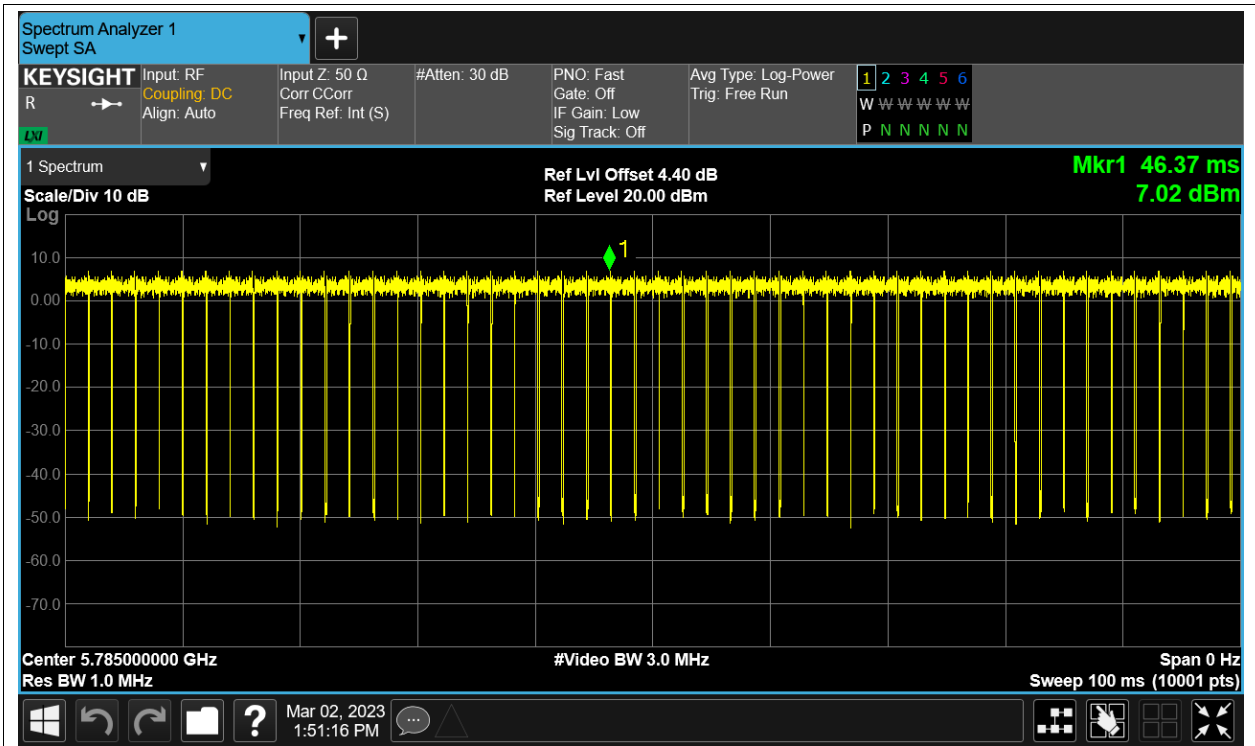 Spectrum Analyzer 1
Swept SA
KEYSIGHT
R
LXI
Input: RF
Coupling: DC
Align: Auto
Input Z: 50 Ω
Corr CCorr
Freq Ref: Int (S)
#Atten: 30 dB
PNO: Fast
Gate: Off
IF Gain: Low
Sig Track: Off
Avg Type: Log-Power
Trig: Free Run
1 2 3 4 5 6
W W W W W W
P N N N N N
1 Spectrum
Scale/Div 10 dB
Ref Lvl Offset 4.40 dB
Ref Level 20.00 dBm
Mkr1 46.37 ms
7.02 dBm
Log
1
10.0
0.00
-10.0
-20.0
-30.0
-40.0
-50.0
-60.0
-70.0
Center 5.785000000 GHz
Res BW 1.0 MHz
#Video BW 3.0 MHz
Span 0 Hz
Sweep 100 ms (10001 pts)
?
Mar 02, 2023
1:51:16 PM